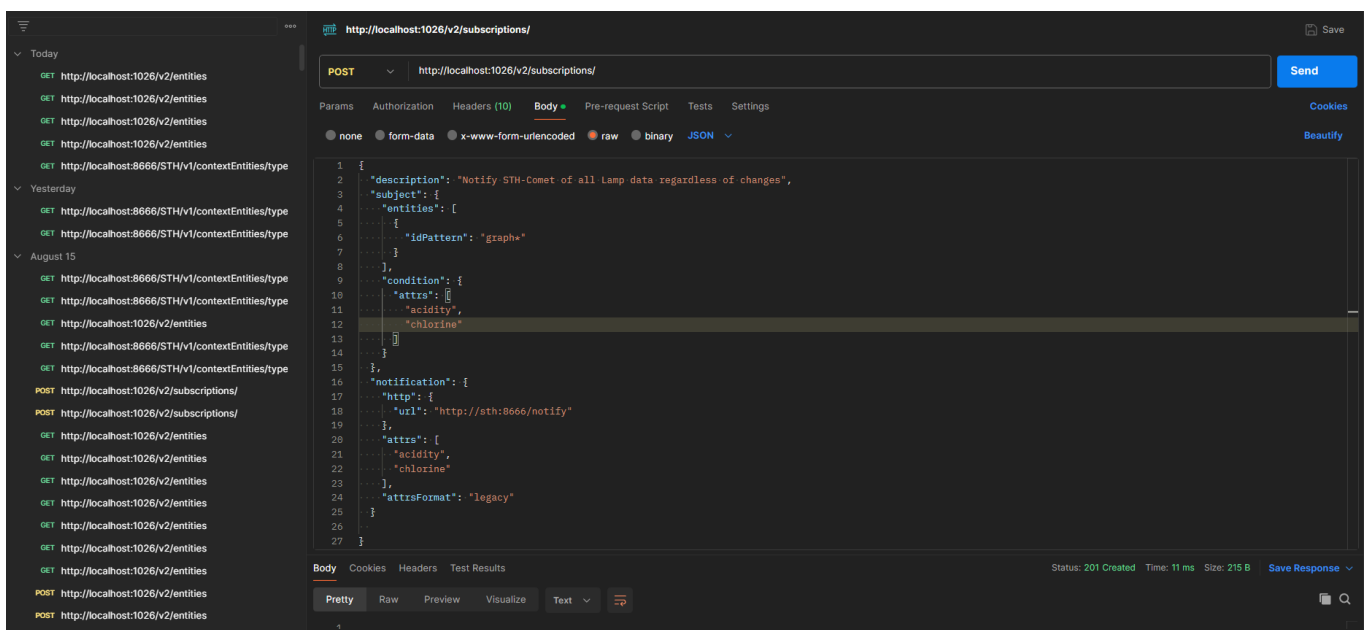 HTTP http://localhost:1026/v2/subscriptions/ Save
Today
GET http://localhost:1026/v2/entities
GET http://localhost:1026/v2/entities
GET http://localhost:1026/v2/entities
GET http://localhost:1026/v2/entities
GET http://localhost:8666/STH/v1/contextEntities/type
Yesterday
GET http://localhost:8666/STH/v1/contextEntities/type
GET http://localhost:8666/STH/v1/contextEntities/type
August 15
GET http://localhost:8666/STH/v1/contextEntities/type
GET http://localhost:8666/STH/v1/contextEntities/type
GET http://localhost:1026/v2/entities
GET http://localhost:8666/STH/v1/contextEntities/type
GET http://localhost:8666/STH/v1/contextEntities/type
POST http://localhost:1026/v2/subscriptions/
POST http://localhost:1026/v2/subscriptions/
GET http://localhost:1026/v2/entities
GET http://localhost:1026/v2/entities
GET http://localhost:1026/v2/entities
GET http://localhost:1026/v2/entities
GET http://localhost:1026/v2/entities
GET http://localhost:1026/v2/entities
GET http://localhost:1026/v2/entities
POST http://localhost:1026/v2/entities
POST http://localhost:1026/v2/entities
POST http://localhost:1026/v2/subscriptions/ Send
Params Authorization Headers (10) Body Pre-request Script Tests Settings Cookies
none form-data x-www-form-urlencoded raw binary JSON Beautify
1 {
2 "description": "Notify STH-Comet of all Lamp data regardless of changes",
3 "subject": {
4 "entities": [
5 {
6 "idPattern": "graph*"
7 }
8 ],
9 "condition": {
10 "attrs": [
11 "acidity",
12 "chlorine"
13 ]
14 }
15 },
16 "notification": {
17 "http": {
18 "url": "http://sth:8666/notify"
19 },
20 "attrs": [
21 "acidity",
22 "chlorine"
23 ],
24 "attrsFormat": "legacy"
25 }
26
27 }
Body Cookies Headers Test Results Status: 201 Created Time: 11 ms Size: 215 B Save Response
Pretty Raw Preview Visualize Text
1